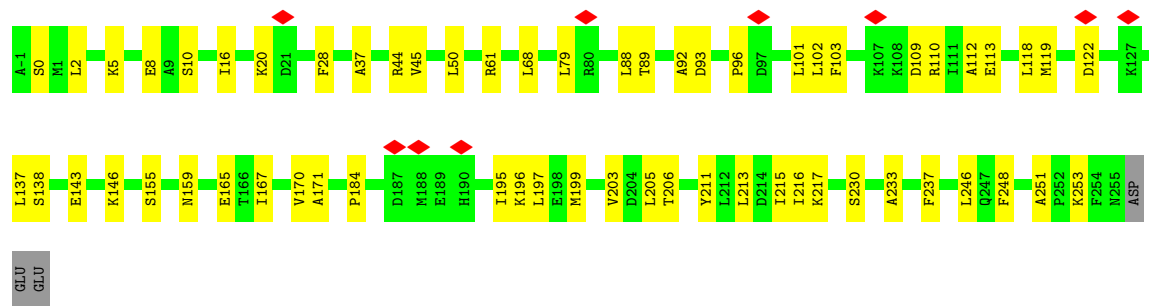 A-1 S0 M1 L2 K5 E8 A9 S10 I16 K20 D21 F28 A37 R44 V45 L50 R61 L68 L79 R80 L88 T89 A92 D93 P96 D97 L101 L102 F103 K107 K108 D109 R110 I111 A112 E113 L118 M119 D122 K127
L137 S138 E143 K146 S155 N159 E165 T166 I167 V170 A171 P184 D187 M188 E189 H190 I195 K196 L197 E198 M199 V203 D204 L205 T206 Y211 L212 L213 D214 I215 I216 K217 S230 A233 F237 L246 Q247 F248 A251 P252 K253 F254 N255 ASP
GLU GLU